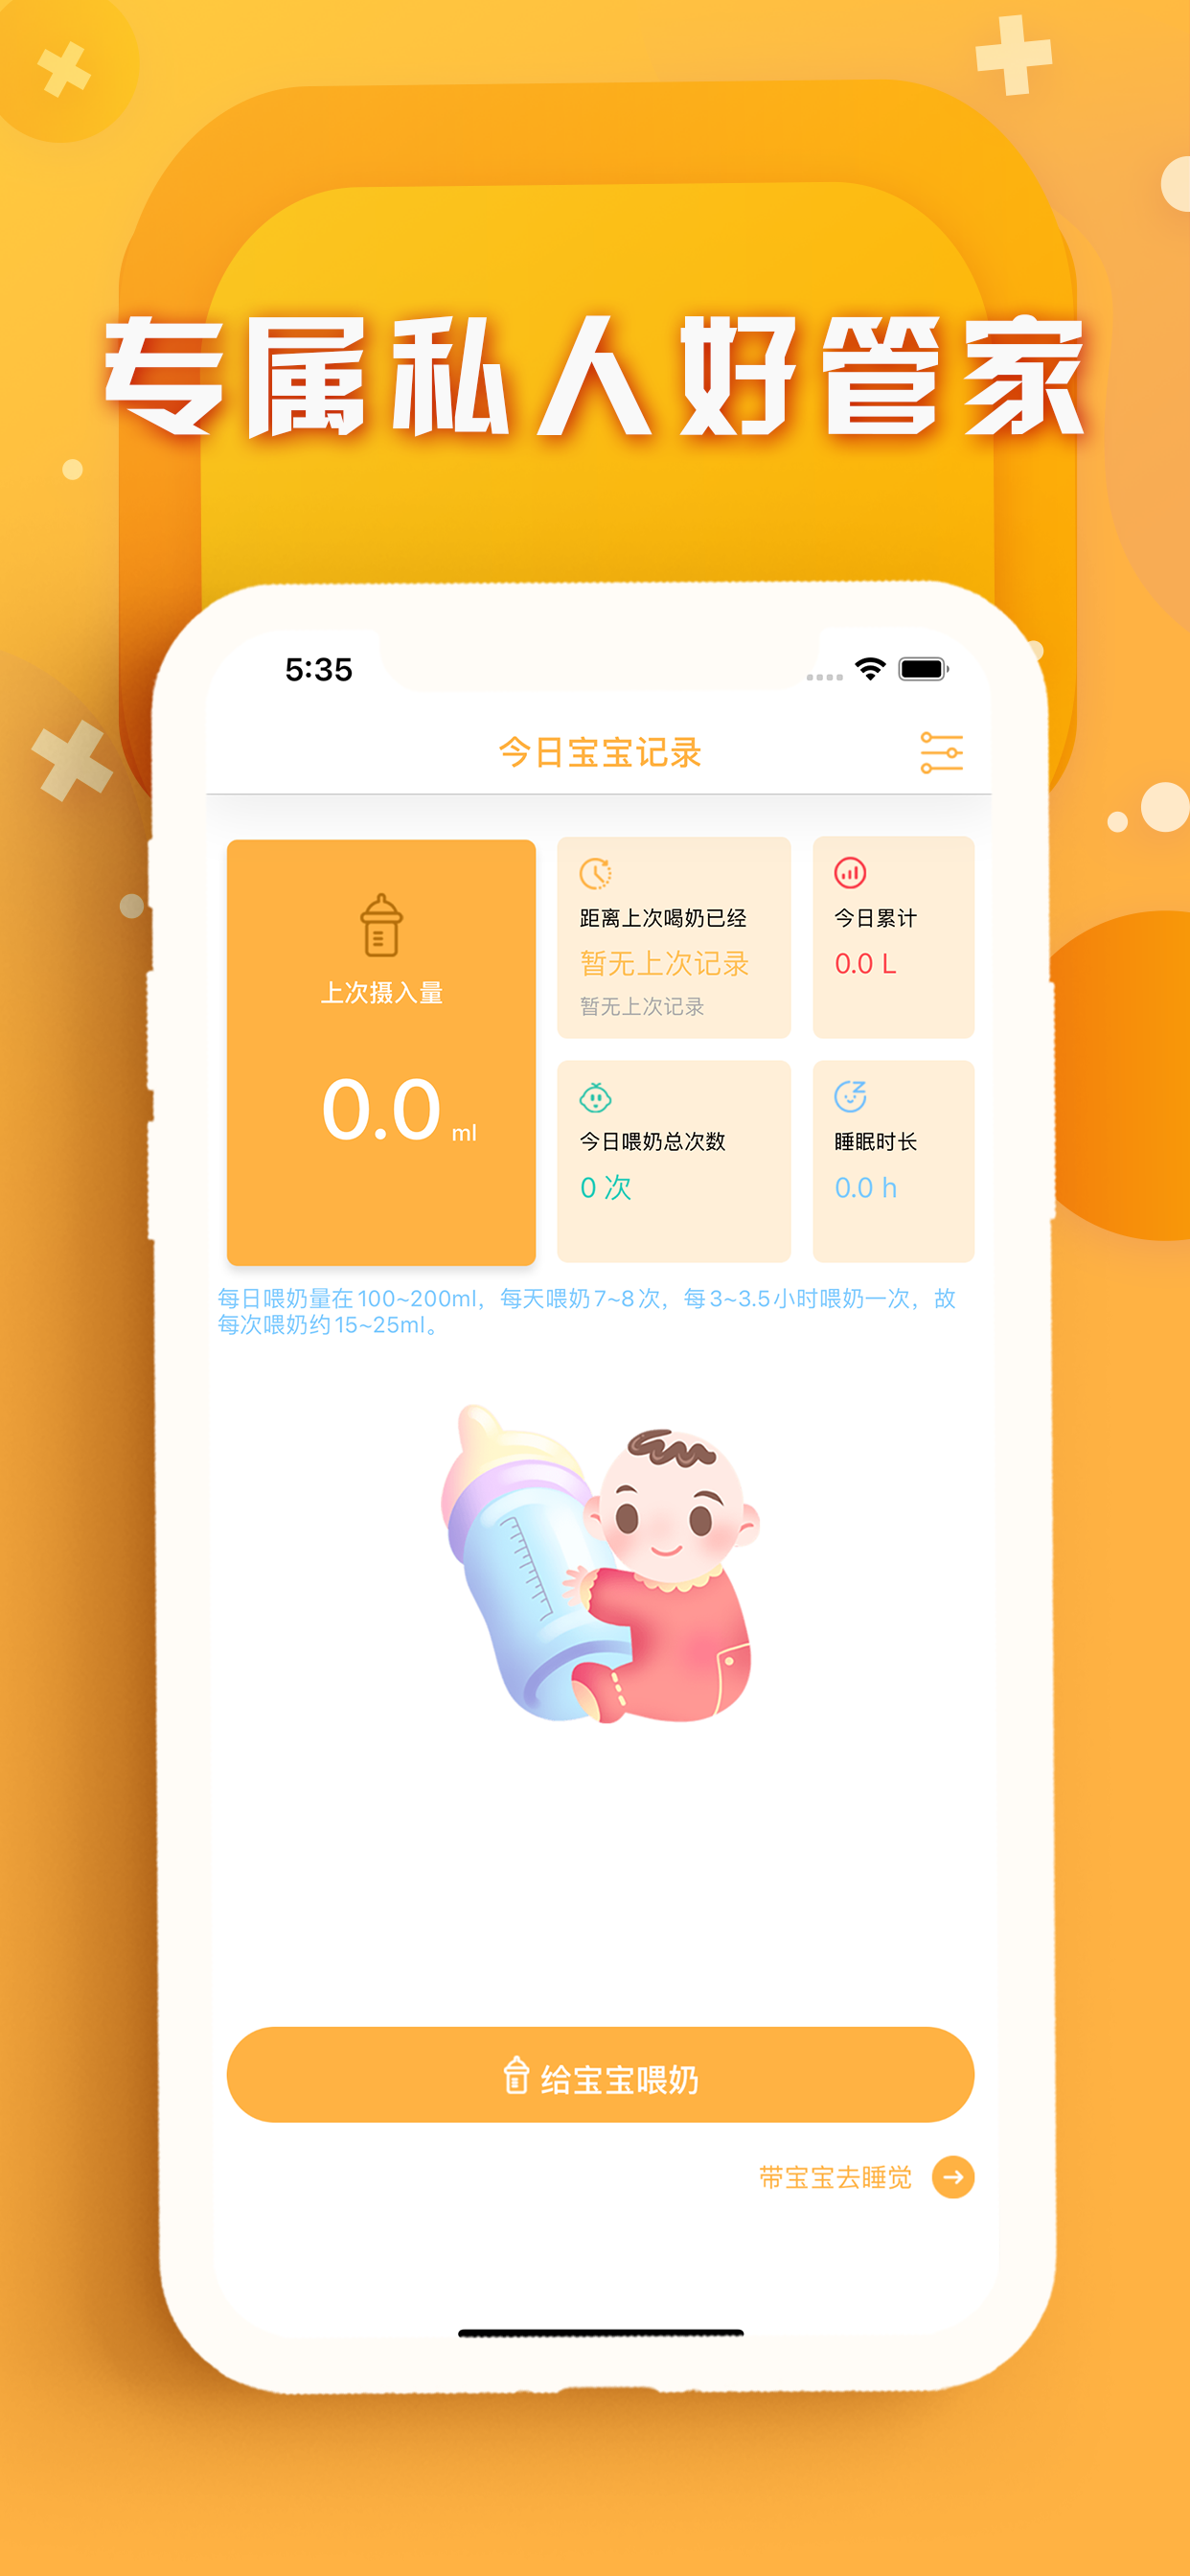 专属私人好管家
5:35
今日宝宝记录
上次摄入量
0.0 ml
距离上次喝奶已经
暂无上次记录
暂无上次记录
今日累计
0.0 L
今日喂奶总次数
0 次
睡眠时长
0.0 h
每日喂奶量在100~200ml，每天喂奶7~8次，每3~3.5小时喂奶一次，故
每次喂奶约15~25ml。
给宝宝喂奶
带宝宝去睡觉